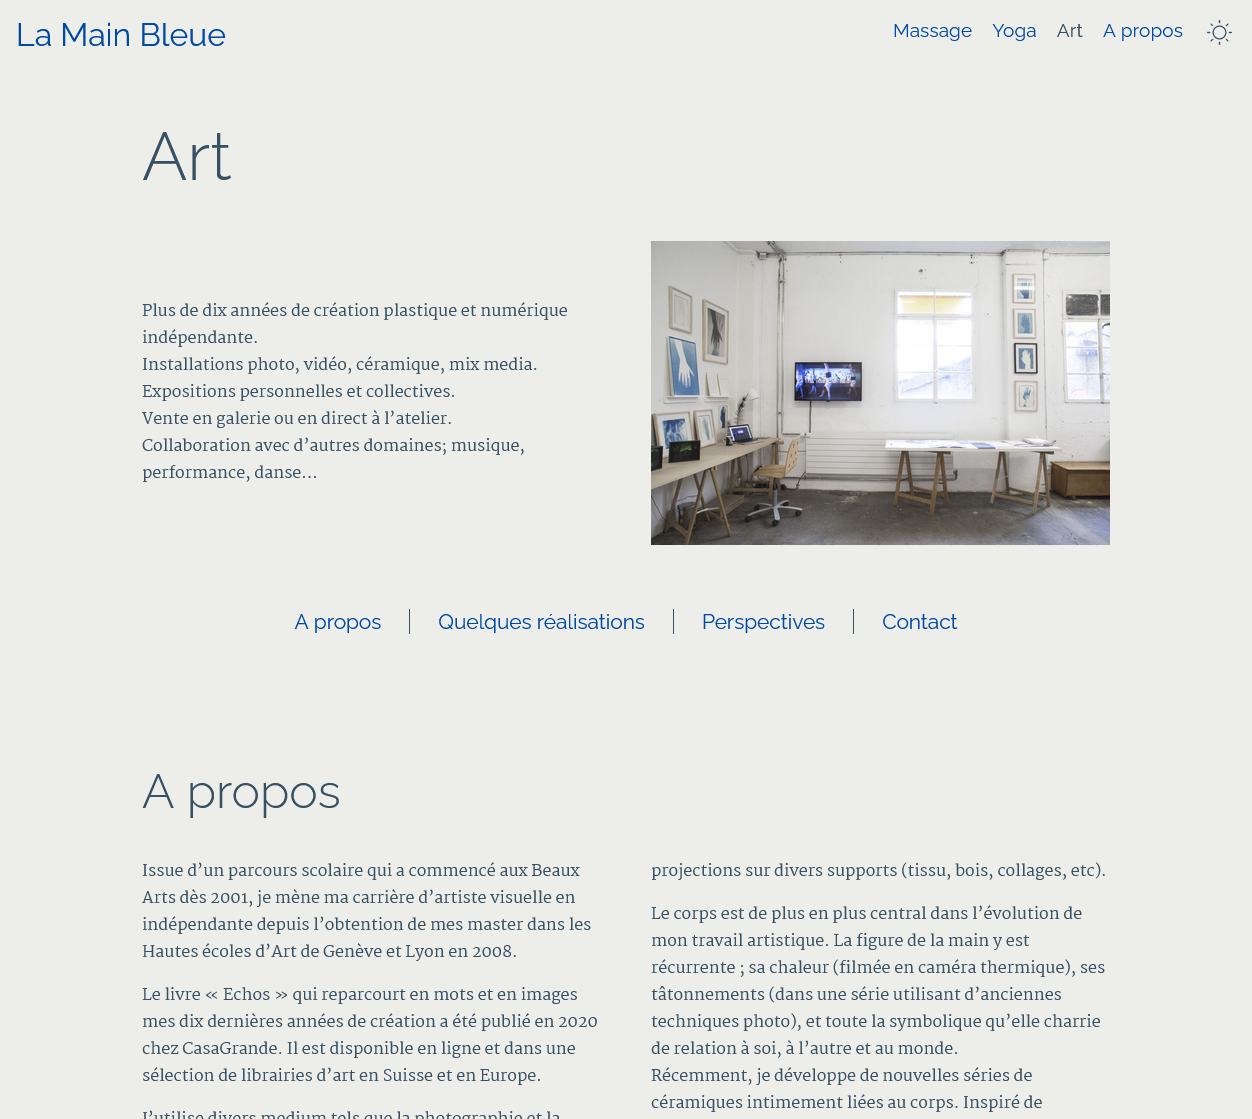 La Main Bleue
Massage Yoga Art A propos
Art
Plus de dix années de création plastique et numérique
indépendante.
Installations photo, vidéo, céramique, mix media.
Expositions personnelles et collectives.
Vente en galerie ou en direct à l’atelier.
Collaboration avec d’autres domaines; musique,
performance, danse…
A propos
Quelques réalisations
Perspectives
Contact
A propos
Issue d’un parcours scolaire qui a commencé aux Beaux
Arts dès 2001, je mène ma carrière d’artiste visuelle en
indépendante depuis l’obtention de mes master dans les
Hautes écoles d’Art de Genève et Lyon en 2008.
Le livre « Echos » qui reparcourt en mots et en images
mes dix dernières années de création a été publié en 2020
chez CasaGrande. Il est disponible en ligne et dans une
sélection de librairies d’art en Suisse et en Europe.
J’utilise divers medium tels que la photographie et la
projections sur divers supports (tissu, bois, collages, etc).
Le corps est de plus en plus central dans l’évolution de
mon travail artistique. La figure de la main y est
récurrente ; sa chaleur (filmée en caméra thermique), ses
tâtonnements (dans une série utilisant d’anciennes
techniques photo), et toute la symbolique qu’elle charrie
de relation à soi, à l’autre et au monde.
Récemment, je développe de nouvelles séries de
céramiques intimement liées au corps. Inspiré de